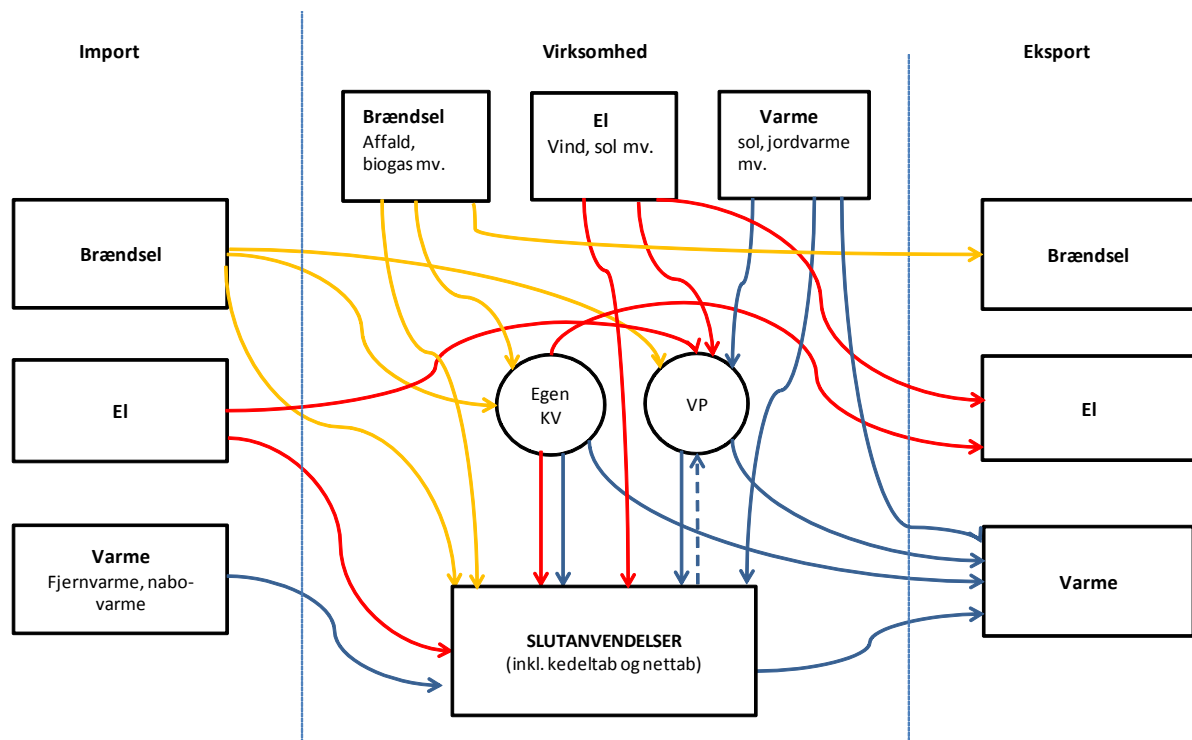 Import
Virksomhed
Eksport
Brændsel
Affald,
biogas mv.
El
Vind, sol mv.
Varme
sol, jordvarme
mv.
Brændsel
Brændsel
El
Egen
KV
VP
El
Varme
Fjernvarme, nabo-
varme
SLUTANVENDELSER
(inkl. kedeltab og nettab)
Varme